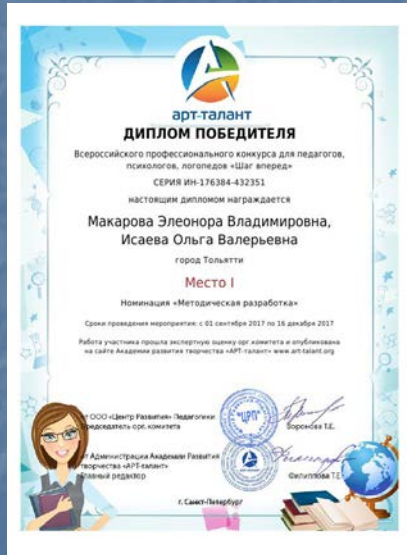 арт-талант
ДИПЛОМ ПОБЕДИТЕЛЯ
Всероссийского профессионального конкурса для педагогов,
психологов, логопедов «Шаг вперед»
СЕРИЯ ИН-176384-432351
настоящим дипломом награждается
Макарова Элеонора Владимировна,
Исаева Ольга Валерьевна
город Тольятти
Место I
Номинация «Методическая разработка»
Сроки проведения мероприятия: с 01 сентября 2017 по 16 декабря 2017
Работа участника прошла экспертную оценку орг.комитета и опубликована
на сайте Академии развития творчества «АРТ-талант» www.art-talant.org
от ООО «Центр Развития» Педагогики
председатель орг. комитета
"ЦРП"
Воронова Т.Е.
от Администрации Академии Развития
творчества «АРТ-талант»
Главный редактор
Филиппова Т.Г
г. Санкт-Петербург